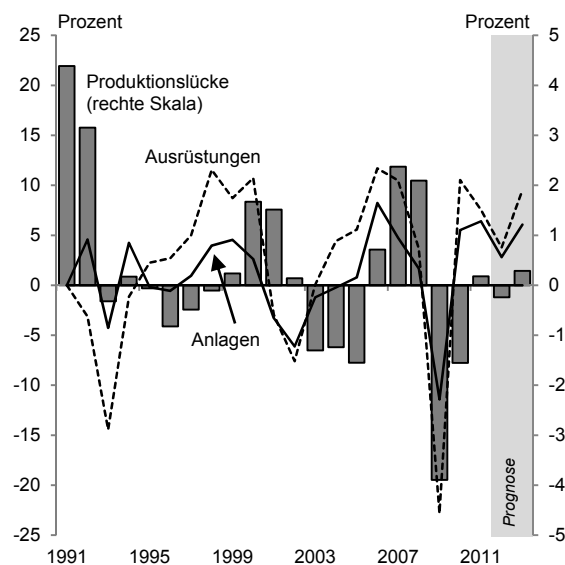 Prozent Prozent
25 5
20 4
Produktionslücke
(rechte Skala)
15 3
Ausrüstungen
10 2
5 1
0 0
-5 -1
Anlagen
-10 -2
-15 -3
-20 -4
Prognose
-25 -5
1991 1995 1999 2003 2007 2011